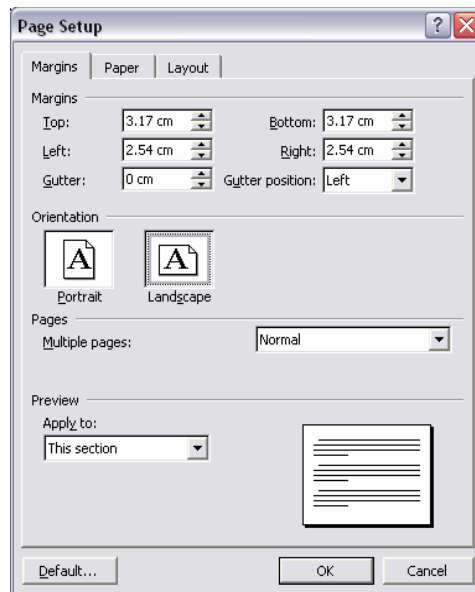 Page Setup
Margins Paper Layout
Margins
Top: 3.17 cm Bottom: 3.17 cm
Left: 2.54 cm Right: 2.54 cm
Gutter: 0 cm Gutter position: Left
Orientation
A A
Portrait Landscape
Pages
Multiple pages: Normal
Preview
Apply to:
This section
Default... OK Cancel